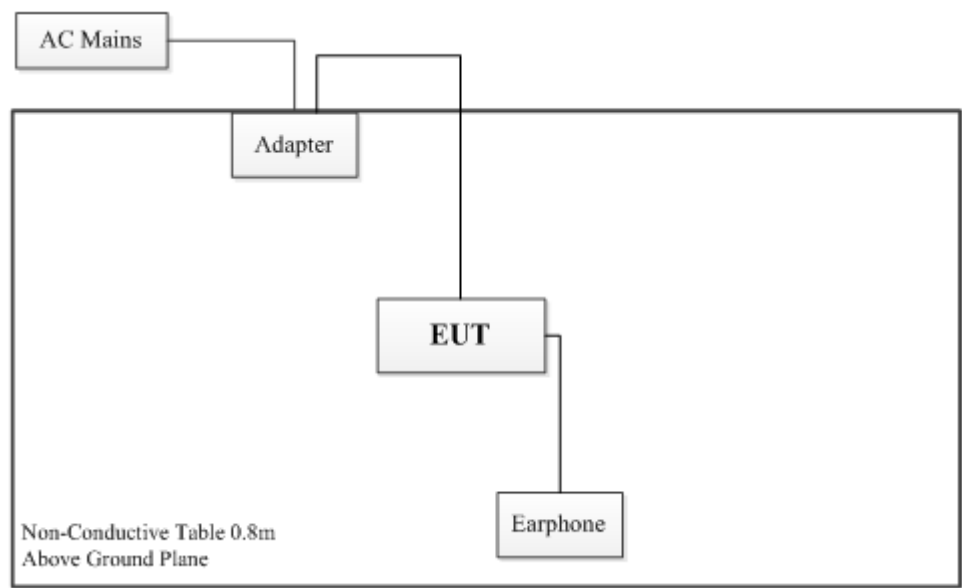 AC Mains
Adapter
EUT
Earphone
Non-Conductive Table 0.8m
Above Ground Plane